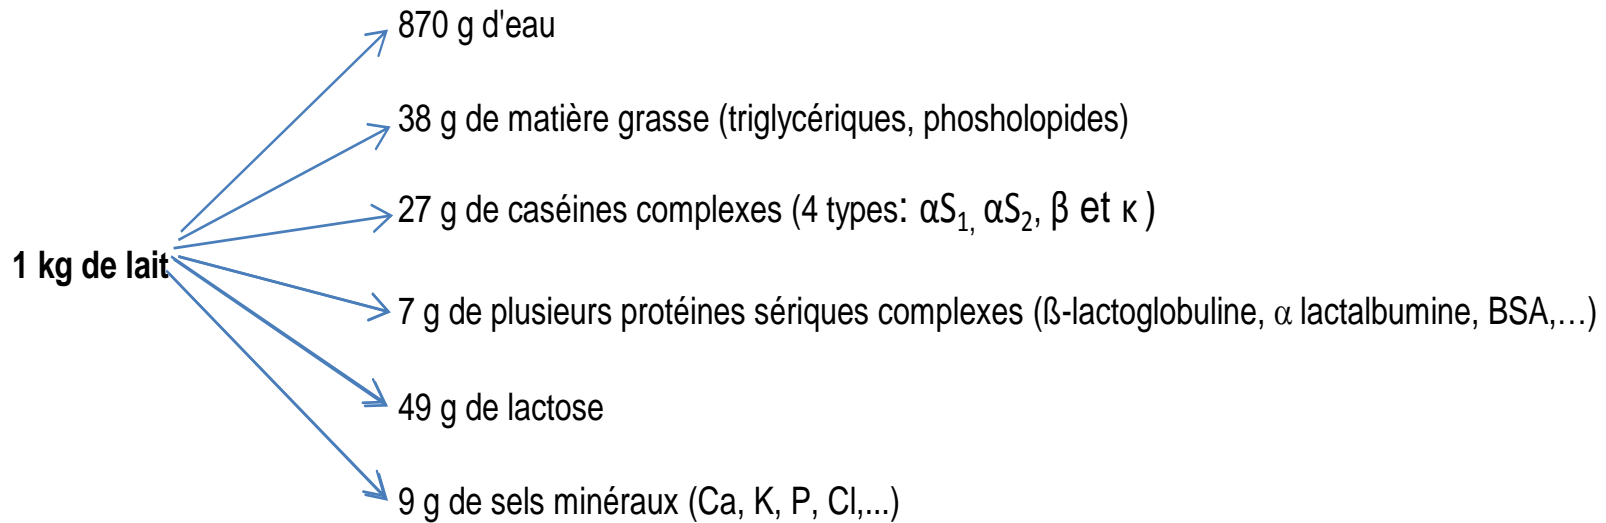 870 g d'eau
38 g de matière grasse (triglycériques, phosholopides)
27 g de caséines complexes (4 types: αS₁, αS₂, β et κ )
1 kg de lait
7 g de plusieurs protéines sériques complexes (ß-lactoglobuline, α lactalbumine, BSA,…)
49 g de lactose
9 g de sels minéraux (Ca, K, P, Cl,...)